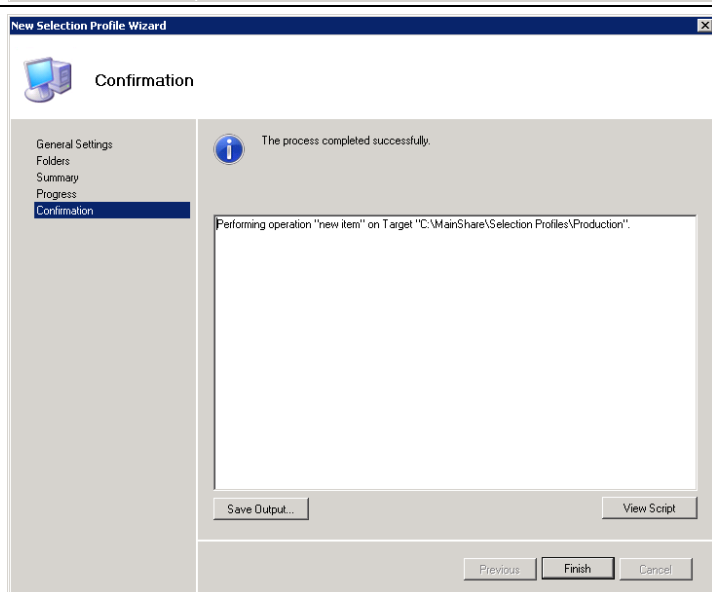 New Selection Profile Wizard
Confirmation
General Settings
Folders
Summary
Progress
Confirmation
The process completed successfully.
Performing operation "new item" on Target "C:\MainShare\Selection Profiles\Production".
Save Output...
View Script
Previous
Finish
Cancel